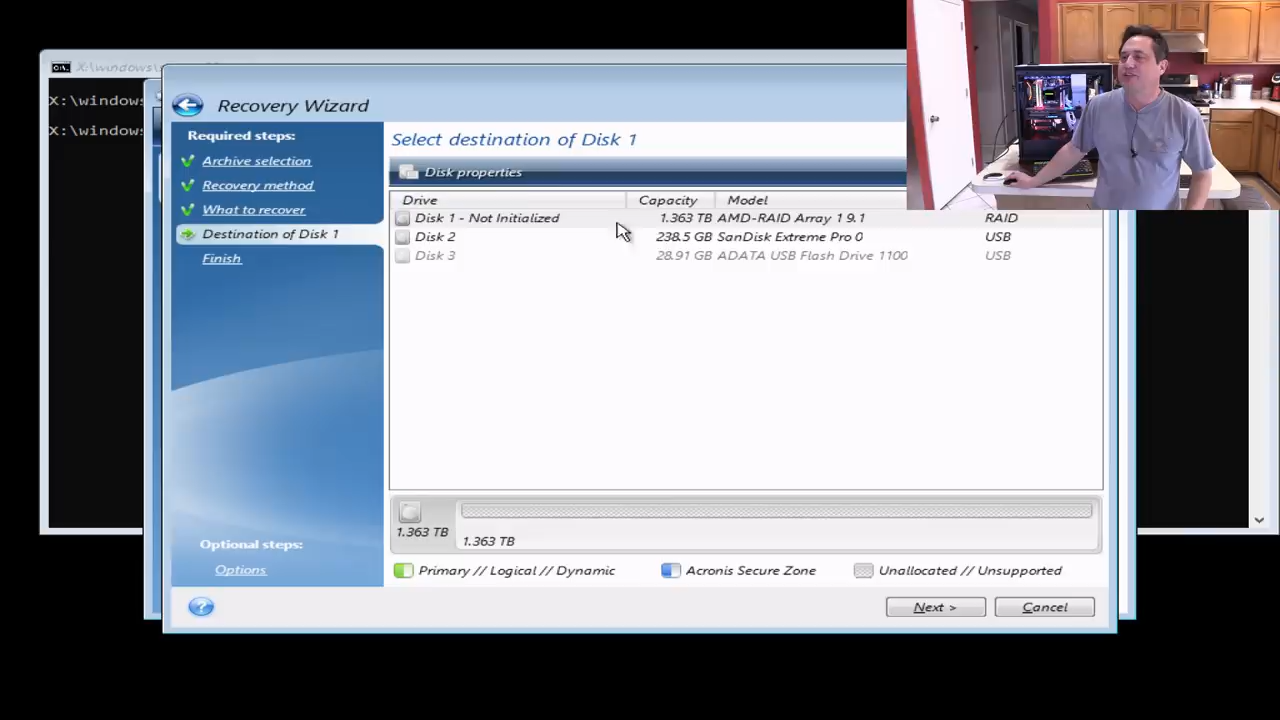 X:\windows\s
X:\window
X:\window
Recovery Wizard
Required steps:
Archive selection
Recovery method
What to recover
Destination of Disk 1
Finish
Optional steps:
Options
Select destination of Disk 1
Disk properties
Drive Capacity Model
Disk 1 - Not Initialized 1.363 TB AMD-RAID Array 1 9.1 RAID
Disk 2 238.5 GB SanDisk Extreme Pro 0 USB
Disk 3 28.91 GB ADATA USB Flash Drive 1100 USB
1.363 TB
1.363 TB
Primary // Logical // Dynamic Acronis Secure Zone Unallocated // Unsupported
? Next > Cancel